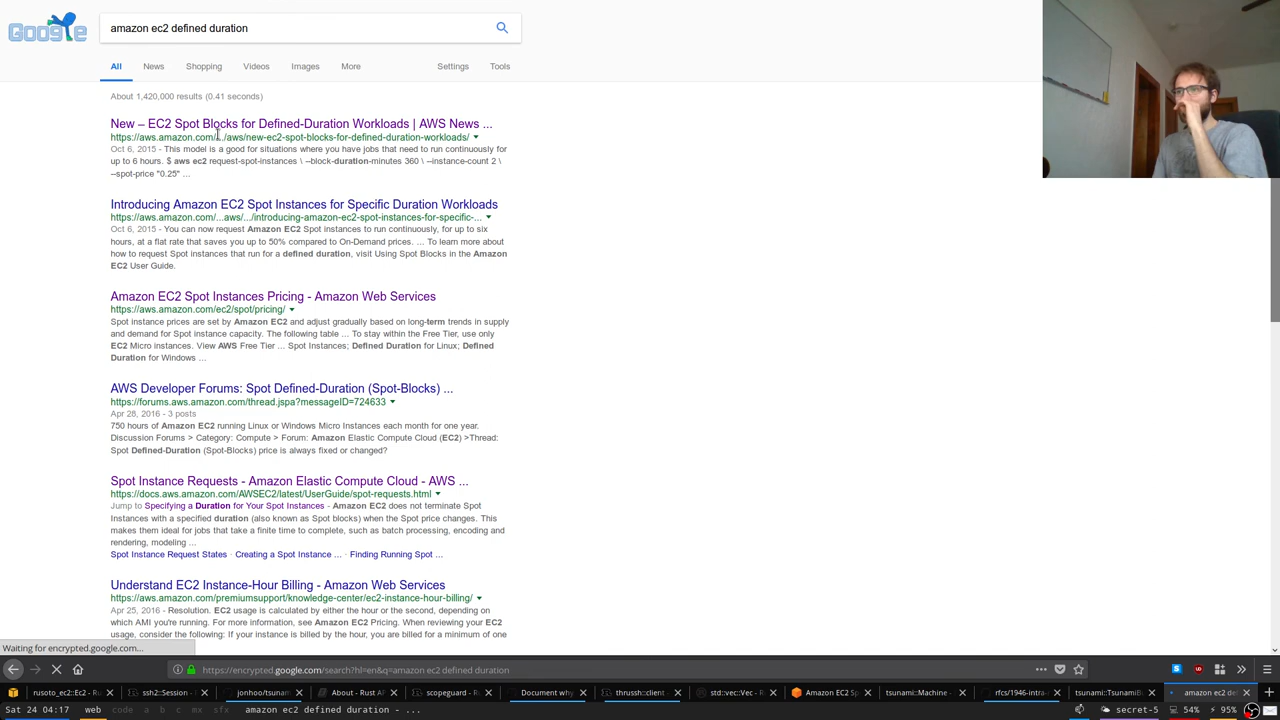 Google
amazon ec2 defined duration
All News Shopping Videos Images More Settings Tools
About 1,420,000 results (0.41 seconds)
New – EC2 Spot Blocks for Defined-Duration Workloads | AWS News ...
https://aws.amazon.com/.../aws/new-ec2-spot-blocks-for-defined-duration-workloads/
Oct 6, 2015 - This model is a good for situations where you have jobs that need to run continuously for
up to 6 hours. $ aws ec2 request-spot-instances \ --block-duration-minutes 360 \ --instance-count 2 \
--spot-price "0.25" ...
Introducing Amazon EC2 Spot Instances for Specific Duration Workloads
https://aws.amazon.com/...aws/.../introducing-amazon-ec2-spot-instances-for-specific-...
Oct 6, 2015 - You can now request Amazon EC2 Spot instances to run continuously, for up to six
hours, at a flat rate that saves you up to 50% compared to On-Demand prices. ... To learn more about
how to request Spot instances that run for a defined duration, visit Using Spot Blocks in the Amazon
EC2 User Guide.
Amazon EC2 Spot Instances Pricing - Amazon Web Services
https://aws.amazon.com/ec2/spot/pricing/
Spot instance prices are set by Amazon EC2 and adjust gradually based on long-term trends in supply
and demand for Spot instance capacity. The following table ... To stay within the Free Tier, use only
EC2 Micro instances. View AWS Free Tier ... Spot Instances; Defined Duration for Linux; Defined
Duration for Windows ...
AWS Developer Forums: Spot Defined-Duration (Spot-Blocks) ...
https://forums.aws.amazon.com/thread.jspa?messageID=724633
Apr 28, 2016 - 3 posts
750 hours of Amazon EC2 running Linux or Windows Micro Instances each month for one year.
Discussion Forums > Category: Compute > Forum: Amazon Elastic Compute Cloud (EC2) >Thread:
Spot Defined-Duration (Spot-Blocks) price is always fixed or changed?
Spot Instance Requests - Amazon Elastic Compute Cloud - AWS ...
https://docs.aws.amazon.com/AWSEC2/latest/UserGuide/spot-requests.html
Jump to Specifying a Duration for Your Spot Instances - Amazon EC2 does not terminate Spot
Instances with a specified duration (also known as Spot blocks) when the Spot price changes. This
makes them ideal for jobs that take a finite time to complete, such as batch processing, encoding and
rendering, modeling ...
Spot Instance Request States · Creating a Spot Instance ... · Finding Running Spot ...
Understand EC2 Instance-Hour Billing - Amazon Web Services
https://aws.amazon.com/premiumsupport/knowledge-center/ec2-instance-hour-billing/
Apr 25, 2016 - Resolution. EC2 usage is calculated by either the hour or the second, depending on
which AMI you're running. For more information, see Amazon EC2 Pricing. When reviewing your EC2
usage, consider the following: If your instance is billed by the hour, you are billed for a minimum of one
Waiting for encrypted.google.com...
https://encrypted.google.com/search?hl=en&q=amazon ec2 defined duration
rusoto_ec2::Ec2 - Ru ssh2::Session - R jonhoo/tsunam About - Rust AF scopeguard - R Document why thrussh::client - std::vec::Vec - R Amazon EC2 Sp tsunami::Machine - rfcs/1946-intra- tsunami::TsunamiBu amazon ec2 def
Sat 24 04:17 web code a b c mx sfx amazon ec2 defined duration - ... secret-5 54% 95%